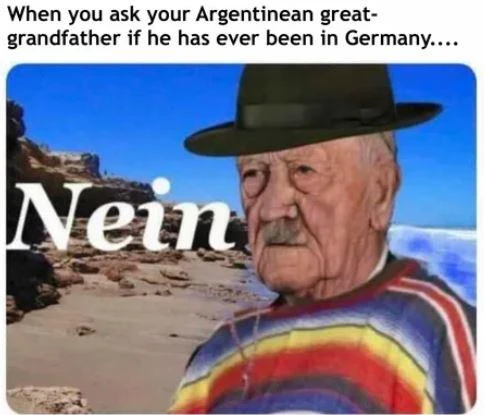 When you ask your Argentinean great-
grandfather if he has ever been in Germany....
Nein